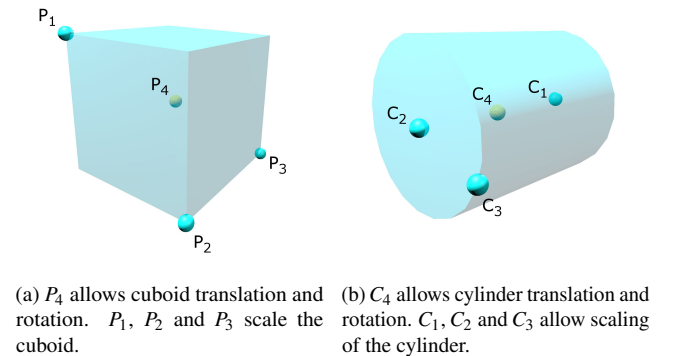 P1
P4
P3
P2
C4
C1
C2
C3
(a) P4 allows cuboid translation and
rotation. P1, P2 and P3 scale the
cuboid.
(b) C4 allows cylinder translation and
rotation. C1, C2 and C3 allow scaling
of the cylinder.